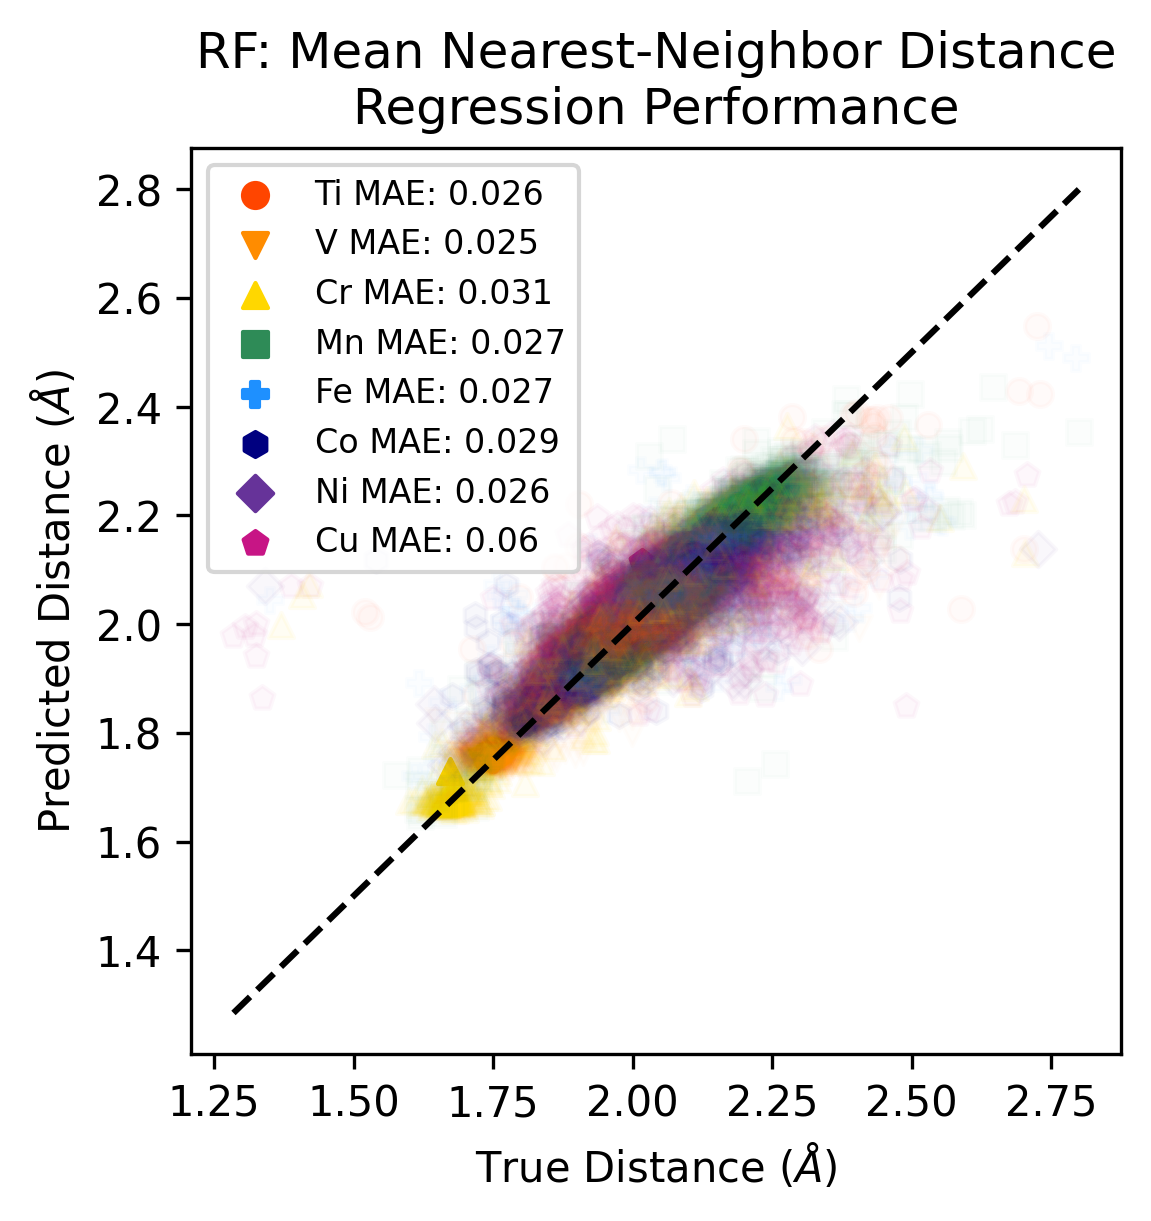 RF: Mean Nearest-Neighbor Distance
Regression Performance
Ti MAE: 0.026
V MAE: 0.025
Cr MAE: 0.031
Mn MAE: 0.027
Fe MAE: 0.027
Co MAE: 0.029
Ni MAE: 0.026
Cu MAE: 0.06
Predicted Distance (Å)
2.8
2.6
2.4
2.2
2.0
1.8
1.6
1.4
1.25 1.50 1.75 2.00 2.25 2.50 2.75
True Distance (Å)